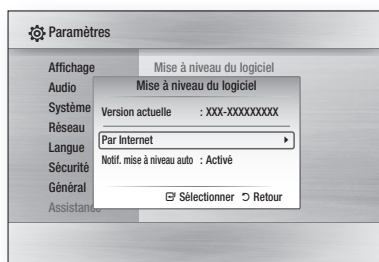 Paramètres
Affichage
Mise à niveau du logiciel
Audio
Système
Réseau
Langue
Sécurité
Général
Assistance
Mise à niveau du logiciel
Version actuelle : XXX-XXXXXXXXX
Par Internet
Notif. mise à niveau auto : Activé
Sélectionner Retour